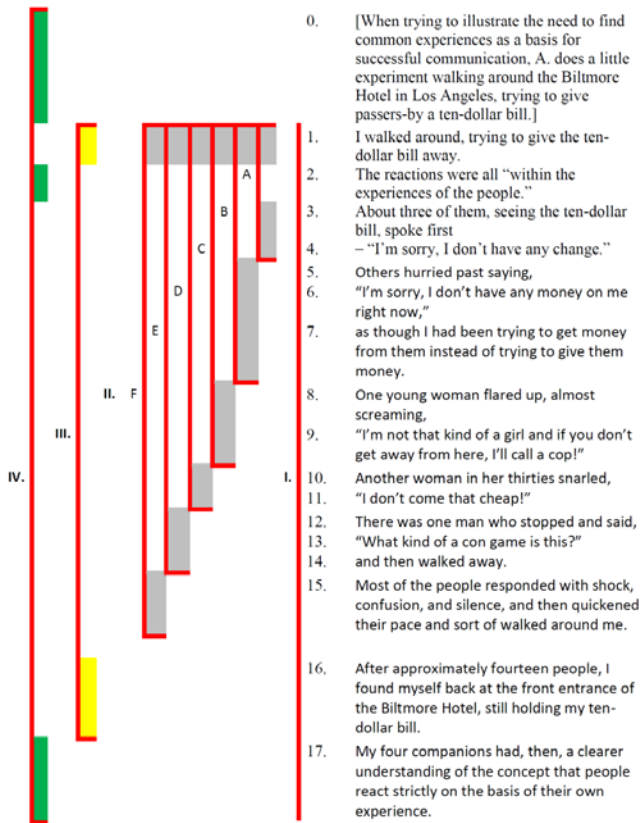 0. [When trying to illustrate the need to find
common experiences as a basis for
successful communication, A. does a little
experiment walking around the Biltmore
Hotel in Los Angeles, trying to give
passers-by a ten-dollar bill.]
1. I walked around, trying to give the ten-
dollar bill away.
2. The reactions were all “within the
experiences of the people.”
A
3. About three of them, seeing the ten-dollar
bill, spoke first
B
4. – “I’m sorry, I don’t have any change.”
C
5. Others hurried past saying,
6. “I’m sorry, I don’t have any money on me
right now,”
D
7. as though I had been trying to get money
from them instead of trying to give them
money.
E
8. One young woman flared up, almost
screaming,
II. F
9. “I’m not that kind of a girl and if you don’t
get away from here, I’ll call a cop!”
III.
10. Another woman in her thirties snarled,
IV. I.
11. “I don’t come that cheap!”
12. There was one man who stopped and said,
13. “What kind of a con game is this?”
14. and then walked away.
15. Most of the people responded with shock,
confusion, and silence, and then quickened
their pace and sort of walked around me.
16. After approximately fourteen people, I
found myself back at the front entrance of
the Biltmore Hotel, still holding my ten-
dollar bill.
17. My four companions had, then, a clearer
understanding of the concept that people
react strictly on the basis of their own
experience.